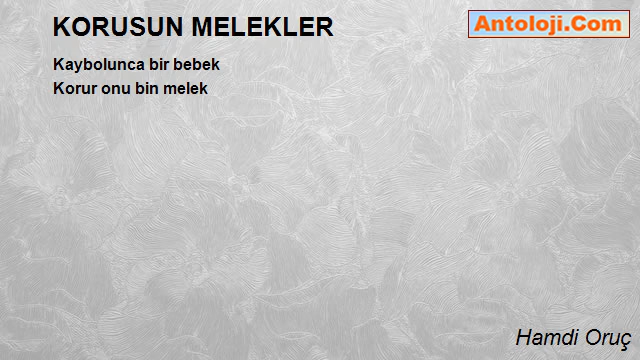 KORUSUN MELEKLER
Antoloji.Com
Kaybolunca bir bebek
Korur onu bin melek
Hamdi Oruç